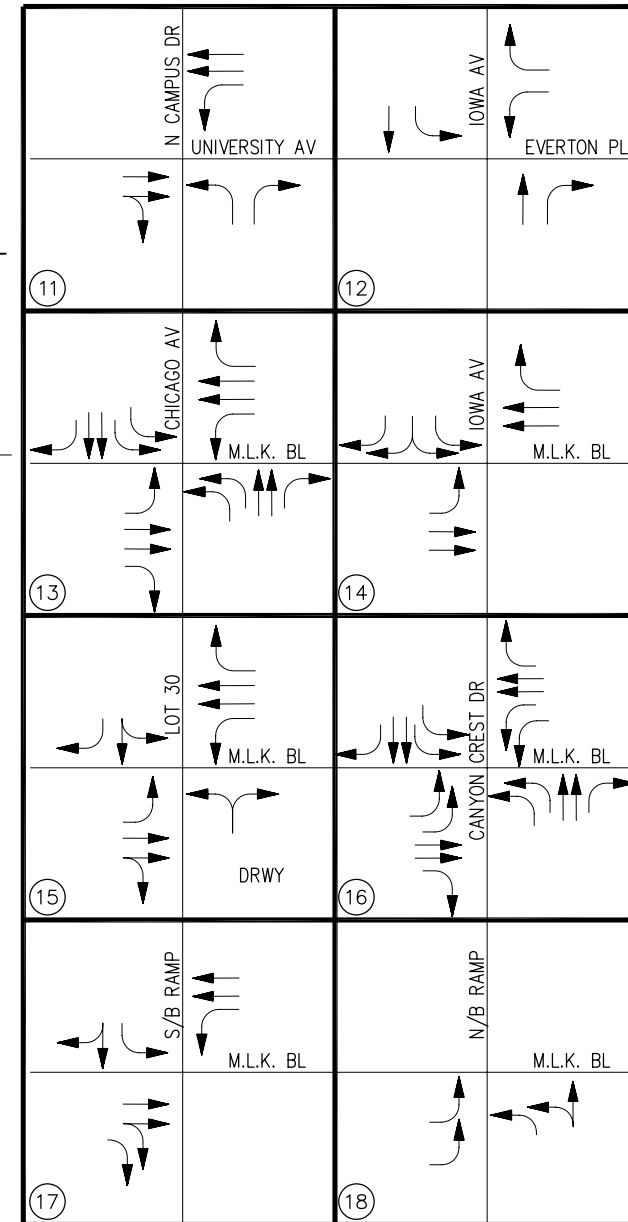 N CAMPUS DR
UNIVERSITY AV
11
IOWA AV
EVERTON PL
12
CHICAGO AV
M.L.K. BL
13
IOWA AV
M.L.K. BL
14
LOT 30
M.L.K. BL
DRWY
15
CANYON CREST DR
M.L.K. BL
16
S/B RAMP
M.L.K. BL
17
N/B RAMP
M.L.K. BL
18